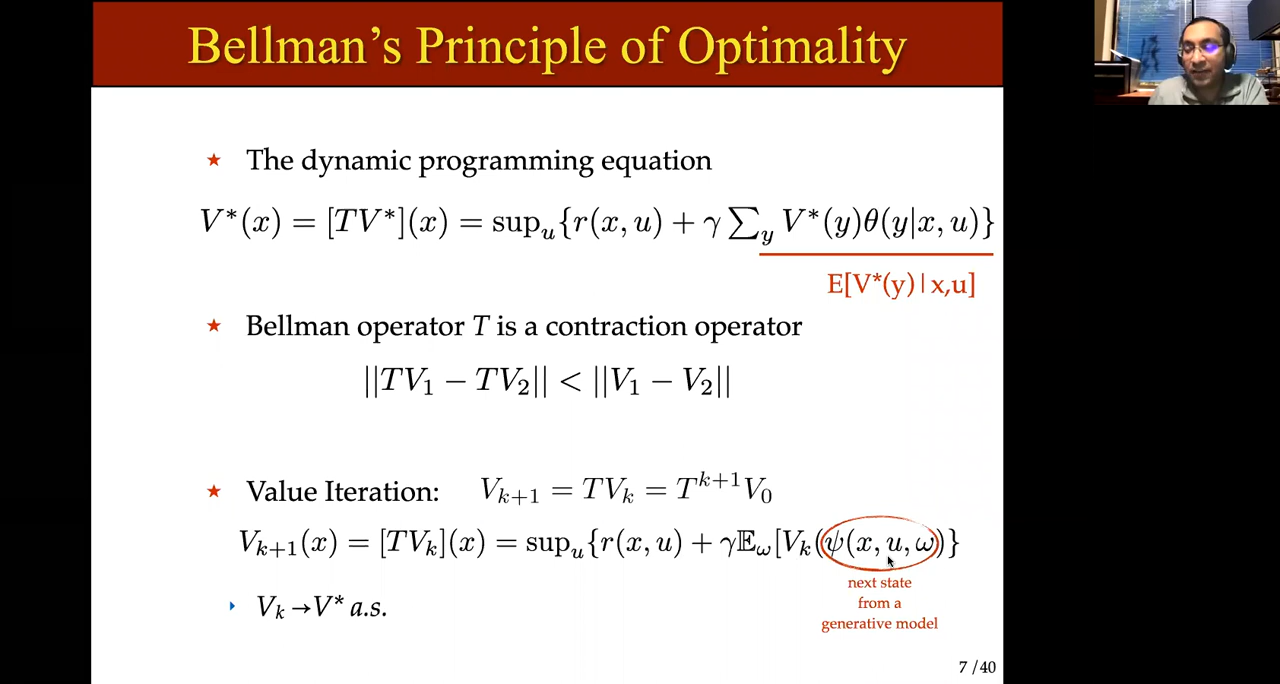 Bellman's Principle of Optimality
★ The dynamic programming equation
V*(x) = [TV*](x) = sup_u{r(x, u) + γ ∑_y V*(y)θ(y|x, u)}
E[V*(y)|x,u]
★ Bellman operator T is a contraction operator
||TV_1 − TV_2|| < ||V_1 − V_2||
★ Value Iteration: V_{k+1} = TV_k = T^{k+1}V_0
V_{k+1}(x) = [TV_k](x) = sup_u{r(x, u) + γ𝔼_ω[V_k(ψ(x, u, ω)}
next state
from a
generative model
‣ V_k →V* a.s.
7 / 40